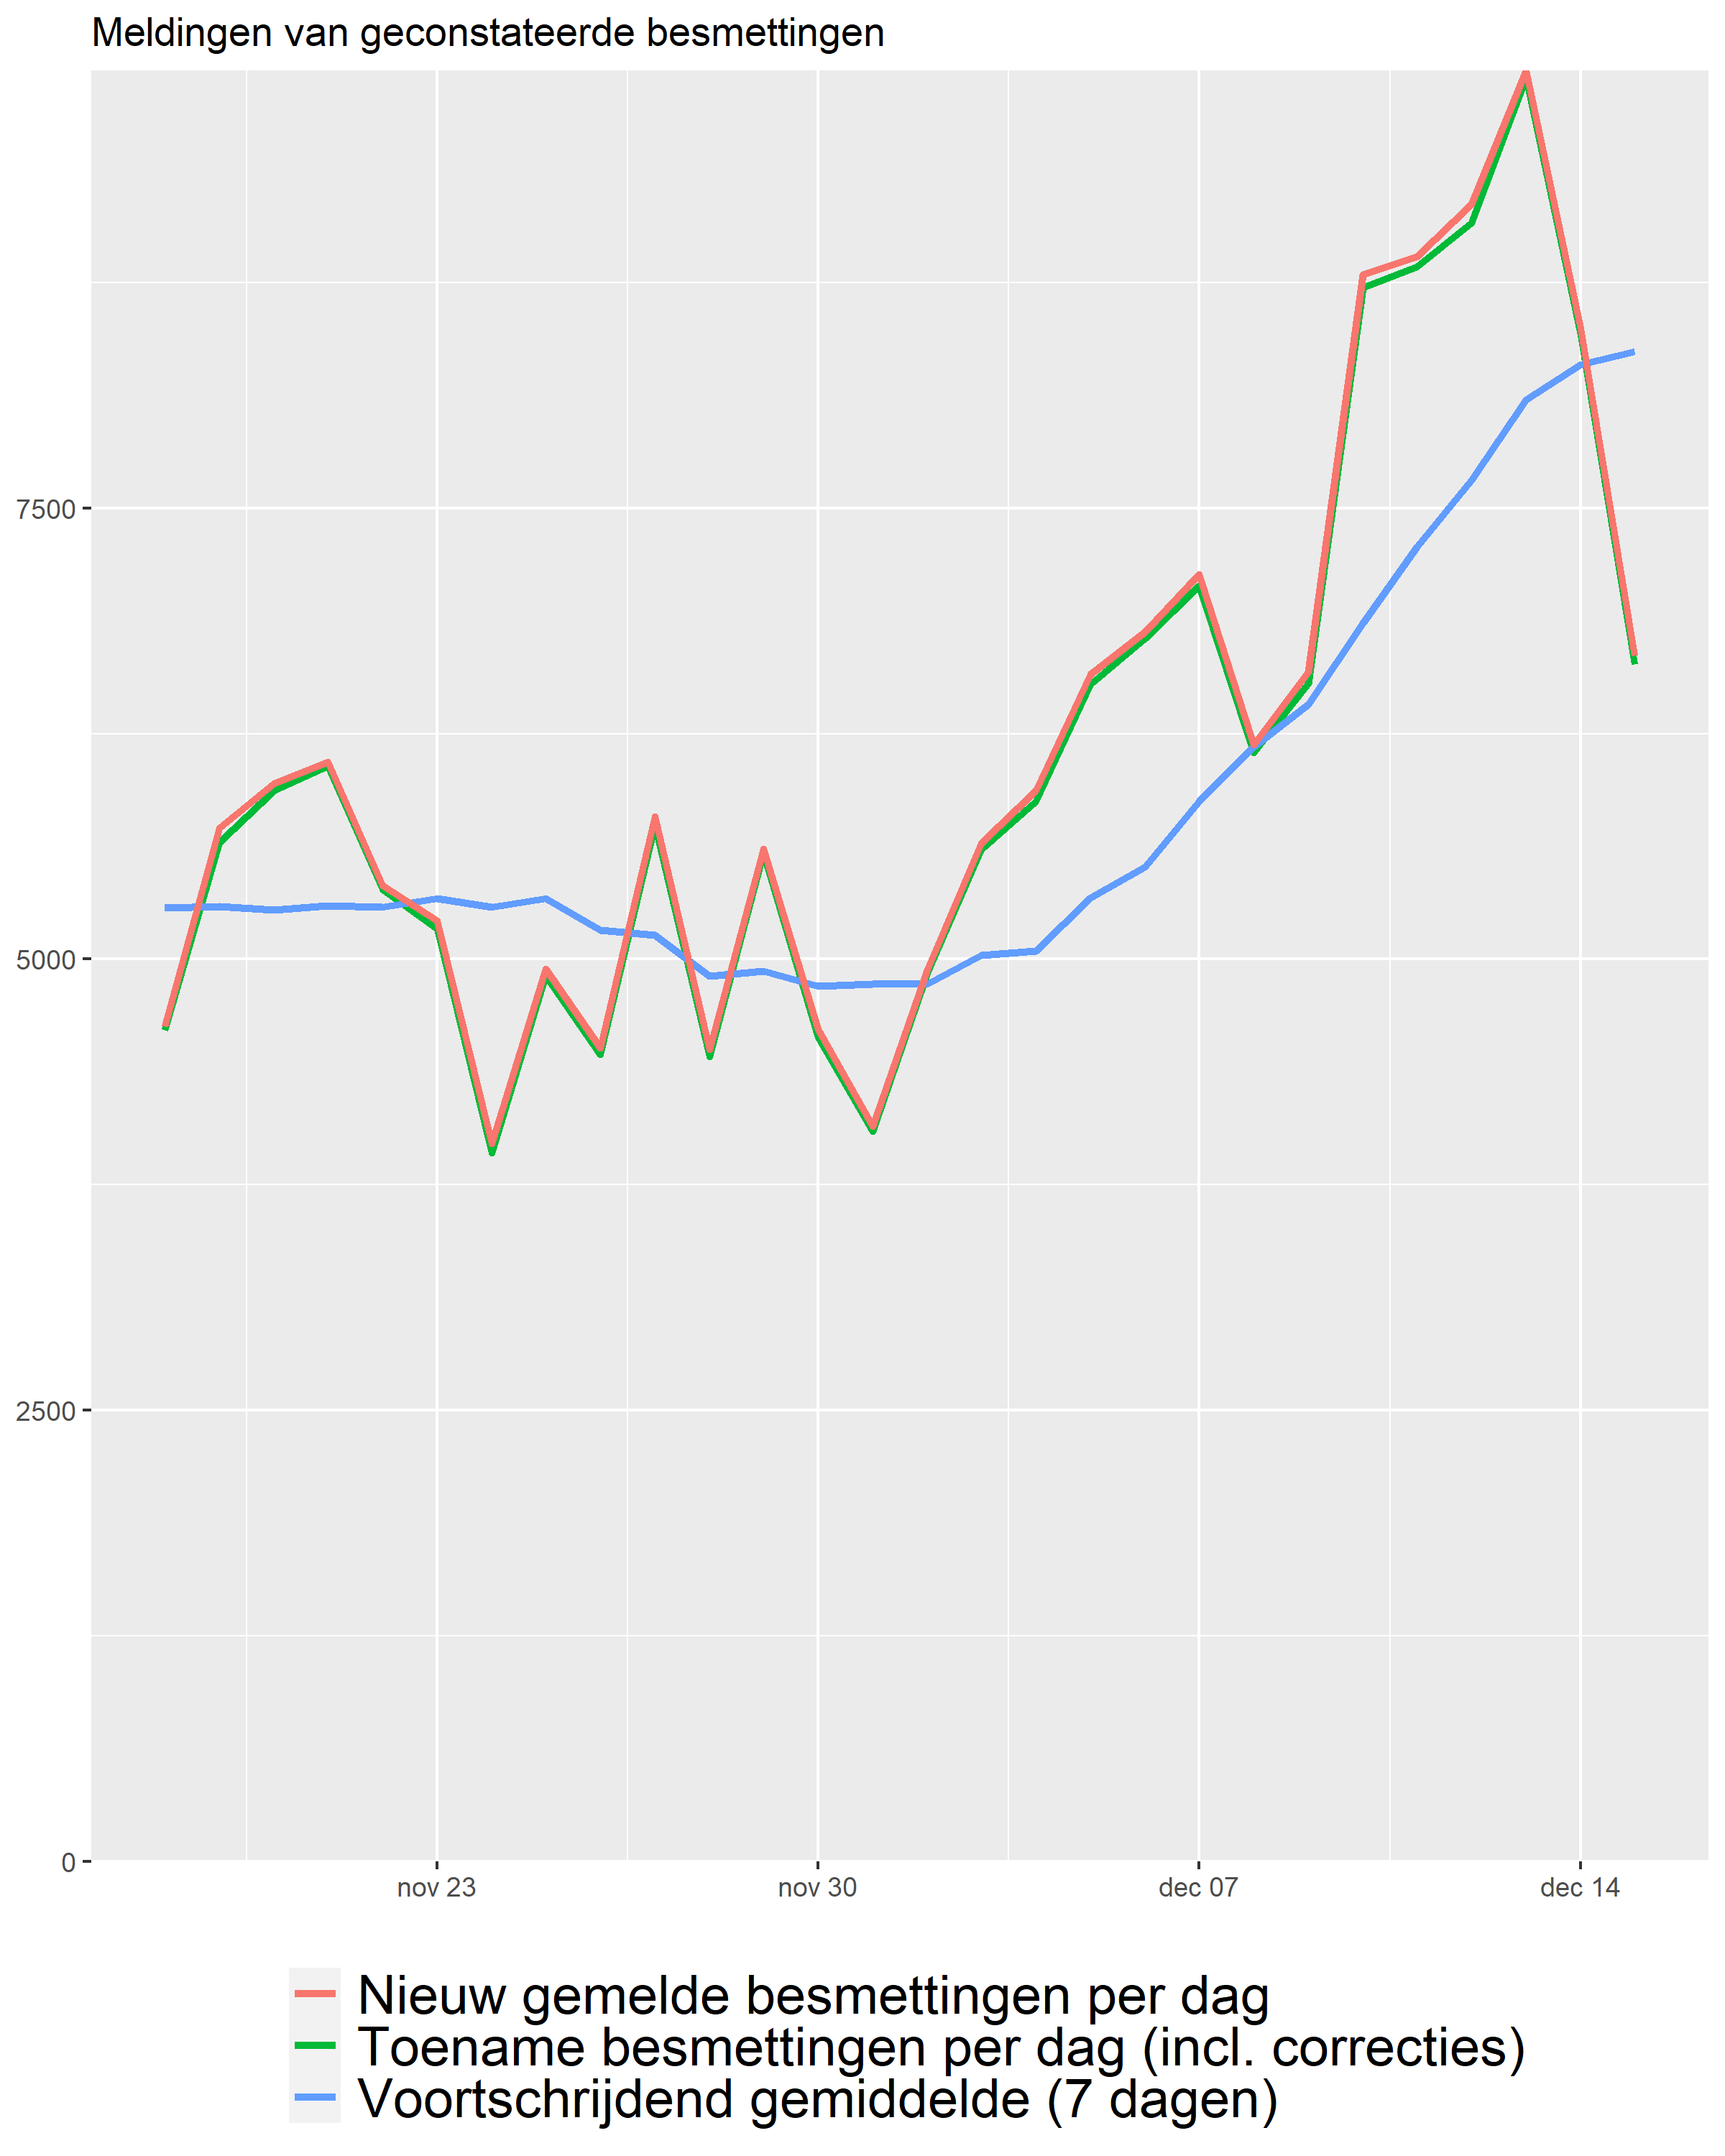 Meldingen van geconstateerde besmettingen
7500
5000
2500
0
nov 23
nov 30
dec 07
dec 14
Nieuw gemelde besmettingen per dag
Toename besmettingen per dag (incl. correcties)
Voortschrijdend gemiddelde (7 dagen)